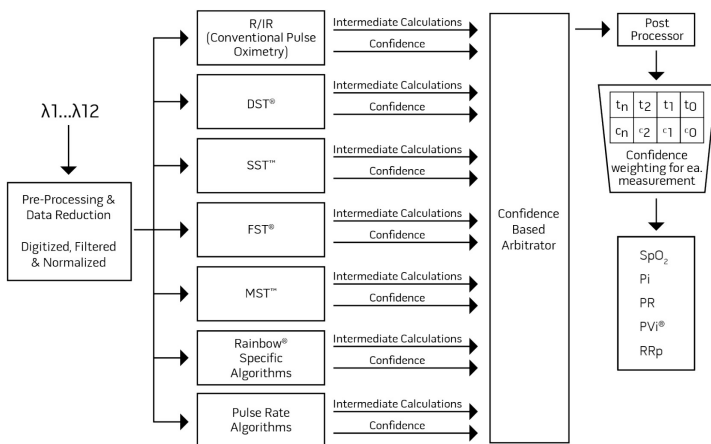 λ1...λ12
Pre-Processing &
Data Reduction
Digitized, Filtered
& Normalized
R/IR
(Conventional Pulse
Oximetry)
Intermediate Calculations
Confidence
DST®
Intermediate Calculations
Confidence
SST™
Intermediate Calculations
Confidence
FST®
Intermediate Calculations
Confidence
MST™
Intermediate Calculations
Confidence
Rainbow®
Specific
Algorithms
Intermediate Calculations
Confidence
Pulse Rate
Algorithms
Intermediate Calculations
Confidence
Confidence
Based
Arbitrator
Post
Processor
tn t2 t1 t0
cn c2 c1 c0
Confidence
weighting for ea.
measurement
SpO₂
Pi
PR
PVi®
RRp